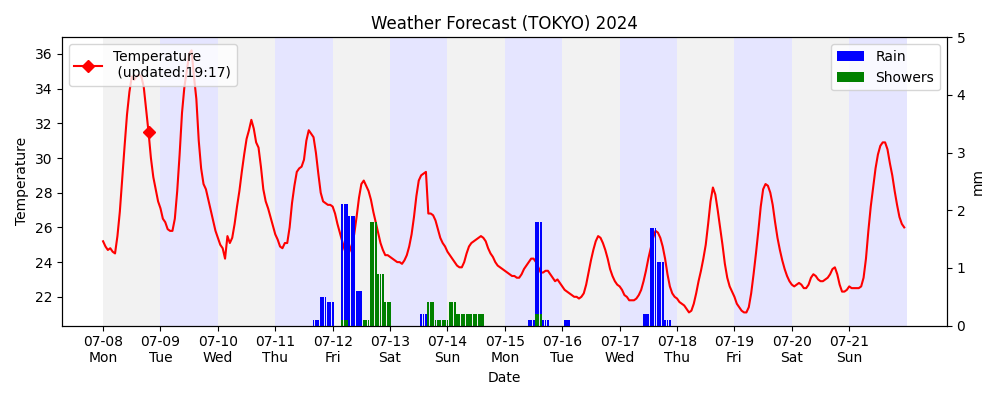 Weather Forecast (TOKYO) 2024
Temperature
(updated:19:17)
Rain
Showers
Temperature
36
34
32
30
28
26
24
22
5
4
3
2
1
0
mm
07-08 07-09 07-10 07-11 07-12 07-13 07-14 07-15 07-16 07-17 07-18 07-19 07-20 07-21
Mon Tue Wed Thu Fri Sat Sun Mon Tue Wed Thu Fri Sat Sun
Date